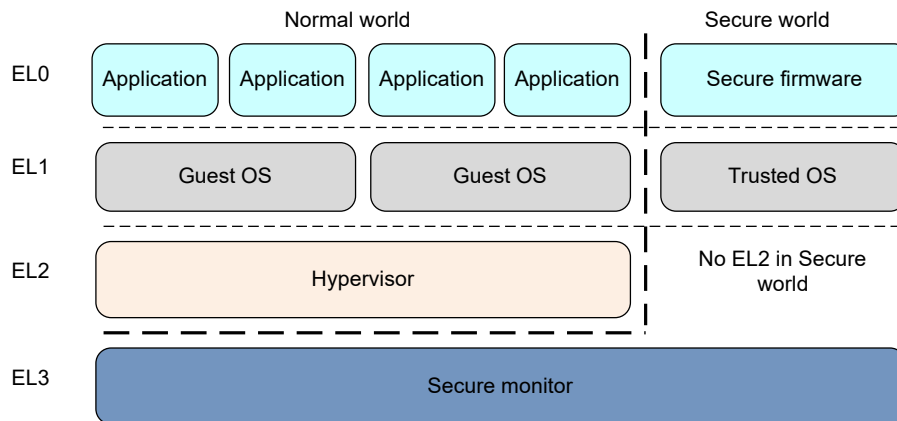 Normal world
Secure world
EL0
Application
Application
Application
Application
Secure firmware
EL1
Guest OS
Guest OS
Trusted OS
EL2
Hypervisor
No EL2 in Secure
world
EL3
Secure monitor